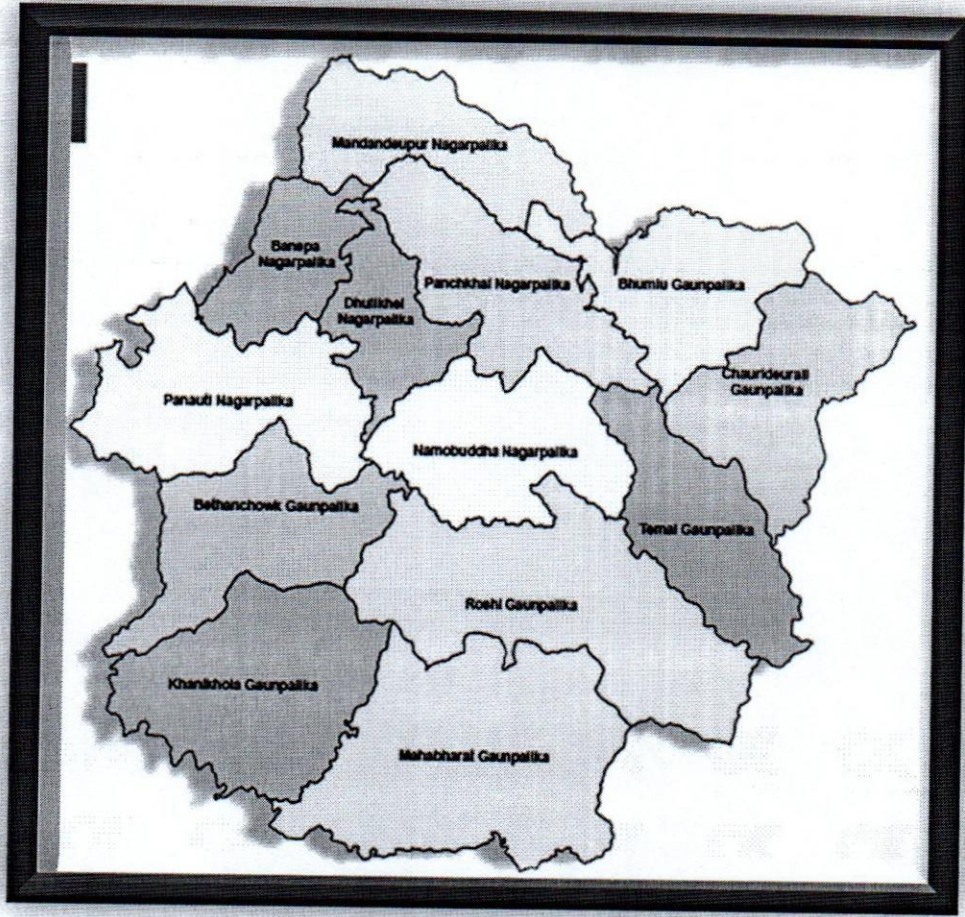 Mandandeupur Nagarpalika
Banepa
Nagarpalika
Dhulikhel
Nagarpalika
Panchkhal Nagarpalika
Bhumlu Gaunpalika
Chaurideurali
Gaunpalika
Panauti Nagarpalika
Namobuddha Nagarpalika
Bethanchowk Gaunpalika
Temal Gaunpalika
Roshi Gaunpalika
Khanikhola Gaunpalika
Mahabharat Gaunpalika